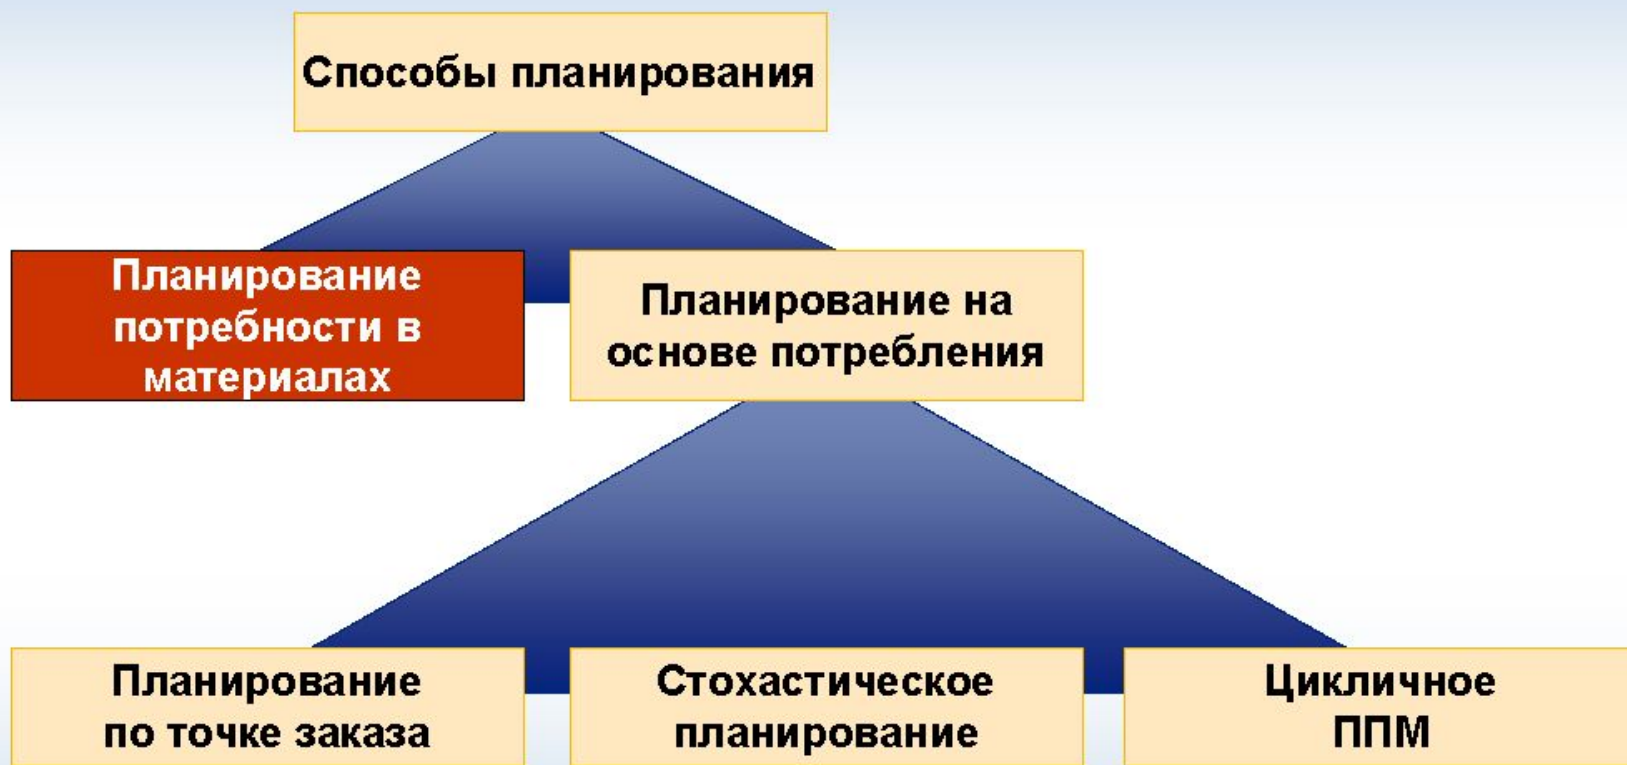 Способы планирования
Планирование
потребности в
материалах
Планирование на
основе потребления
Планирование
по точке заказа
Стохастическое
планирование
Цикличное
ППМ